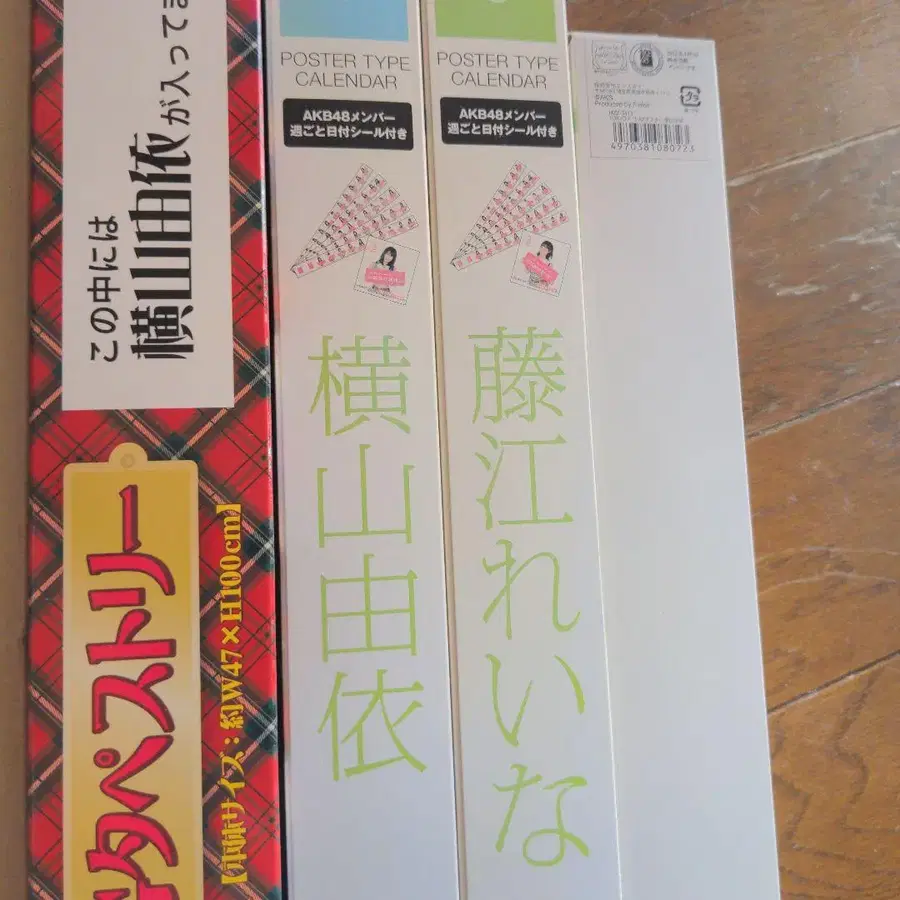 この中には
横山由依が入ってま
タペストリー
【本体サイズ：約W47×H100cm】
POSTER TYPE
CALENDAR
AKB48メンバー
週ごと日付シール付き
横山由依
POSTER TYPE
CALENDAR
AKB48メンバー
週ごと日付シール付き
藤江れいな
4970381080723